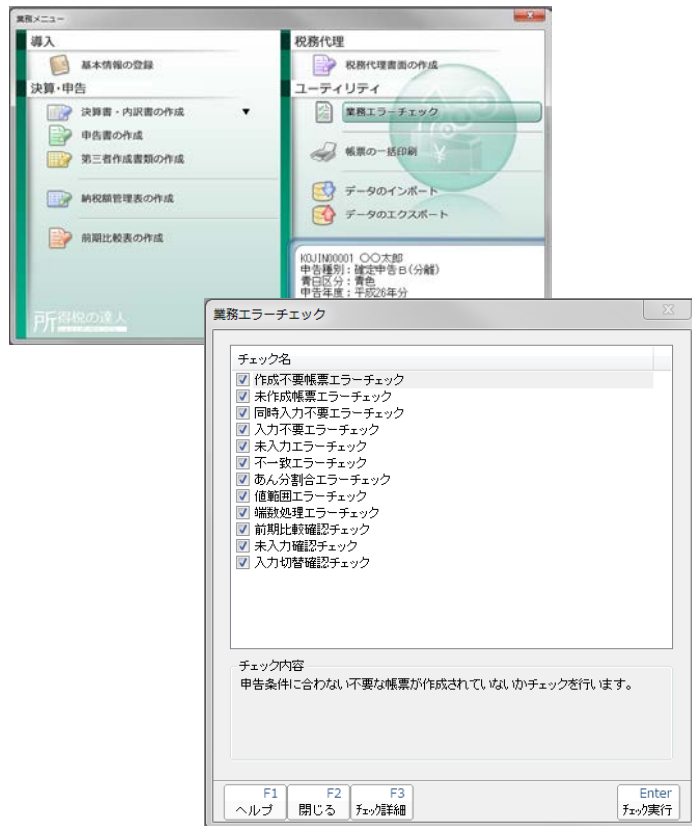 業務メニュー
導入
基本情報の登録
決算・申告
決算書・内訳書の作成
申告書の作成
第三者作成書類の作成
納税額管理表の作成
前期比較表の作成
税務代理
税務代理書面の作成
ユーティリティ
業務エラーチェック
帳票の一括印刷
データのインポート
データのエクスポート
KOJIN00001 〇〇太郎
申告種別：確定申告B(分離)
青白区分：青色
申告年度：平成26年分
所得税の達人
業務エラーチェック
チェック名
作成不要帳票エラーチェック
未作成帳票エラーチェック
同時入力不要エラーチェック
入力不要エラーチェック
未入力エラーチェック
不一致エラーチェック
あん分割合エラーチェック
値範囲エラーチェック
端数処理エラーチェック
前期比較確認チェック
未入力確認チェック
入力切替確認チェック
チェック内容
申告条件に合わない不要な帳票が作成されていないかチェックを行います。
F1 F2 F3 Enter
ヘルプ 閉じる チェック詳細 チェック実行